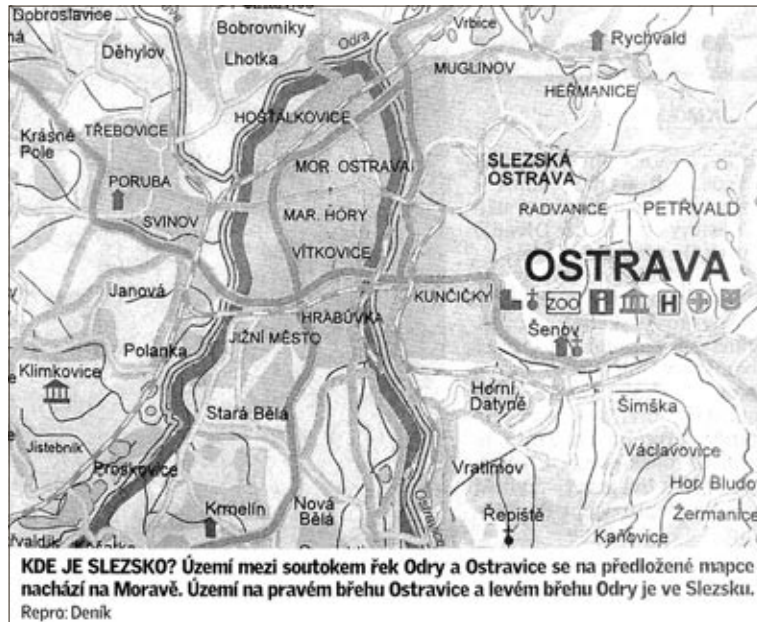 Dobroslavice
Bobrovníky
Vrbice
Děhylov
Lhotka
Odra
Rychvald
MUGLINOV
HEŘMANICE
HOŠŤALKOVICE
Krásné
Pole
TŘEBOVICE
MOR. OSTRAVA
SLEZSKÁ
OSTRAVA
PORUBA
RADVANICE
PETŘVALD
SVINOV
MAR. HORY
VÍTKOVICE
OSTRAVA
Janová
KUNČIČKY
ZOO
i
H
HRABŮVKA
Šenov
JIŽNÍ MĚSTO
Polanka
Klimkovice
Horní
Datyně
Šimška
Stará Bělá
Jistebník
Václavovice
Proskovice
Vratimov
Hor. Bludo
Krmelín
Nová
Bělá
Ostravice
Řepiště
Žermanice
Kaňovice
KDE JE SLEZSKO? Území mezi soutokem řek Odry a Ostravice se na předložené mapce
nachází na Moravě. Území na pravém břehu Ostravice a levém břehu Odry je ve Slezsku.
Repro: Deník